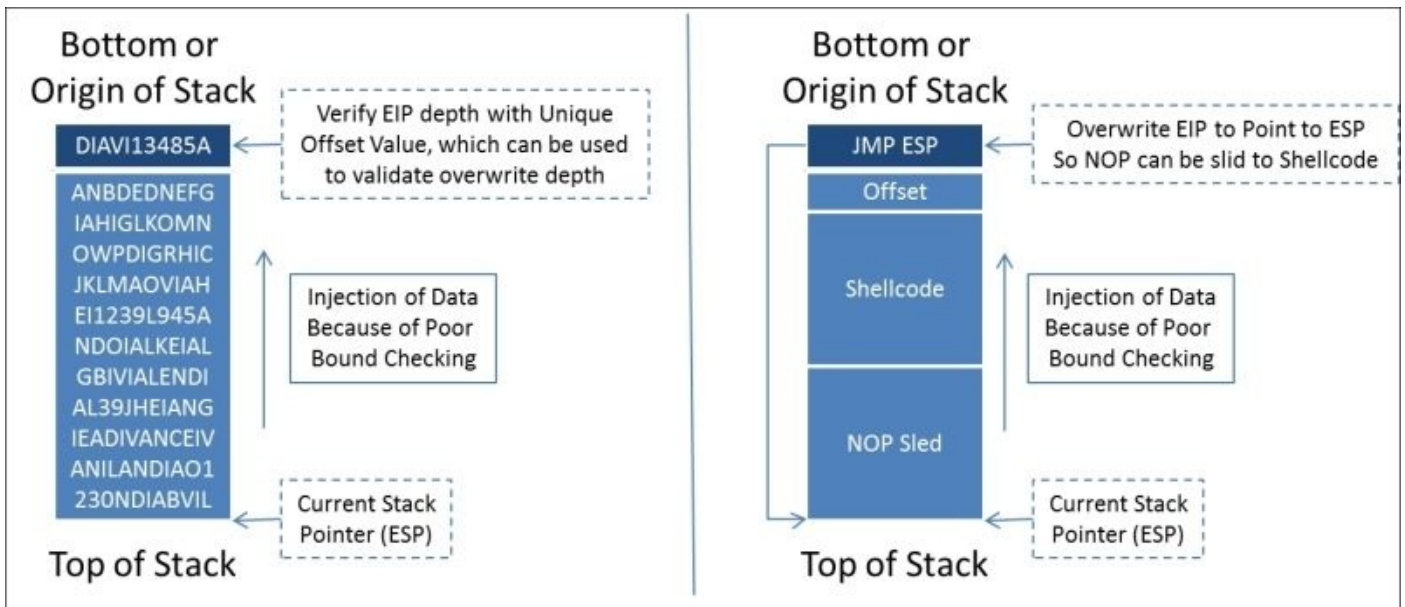 Bottom or
Origin of Stack
DIAVI13485A
Verify EIP depth with Unique
Offset Value, which can be used
to validate overwrite depth
ANBDEDNEFG
IAHIGLKOMN
OWPDIGRHIC
JKLMAOVIAH
EI1239L945A
NDOIALKEIAL
GBIVIALENDI
AL39JHEIANG
IEADIVANCEIV
ANILANDIAO1
230NDIABVIL
Injection of Data
Because of Poor
Bound Checking
Current Stack
Pointer (ESP)
Top of Stack
Bottom or
Origin of Stack
JMP ESP
Overwrite EIP to Point to ESP
So NOP can be slid to Shellcode
Offset
Shellcode
Injection of Data
Because of Poor
Bound Checking
NOP Sled
Current Stack
Pointer (ESP)
Top of Stack